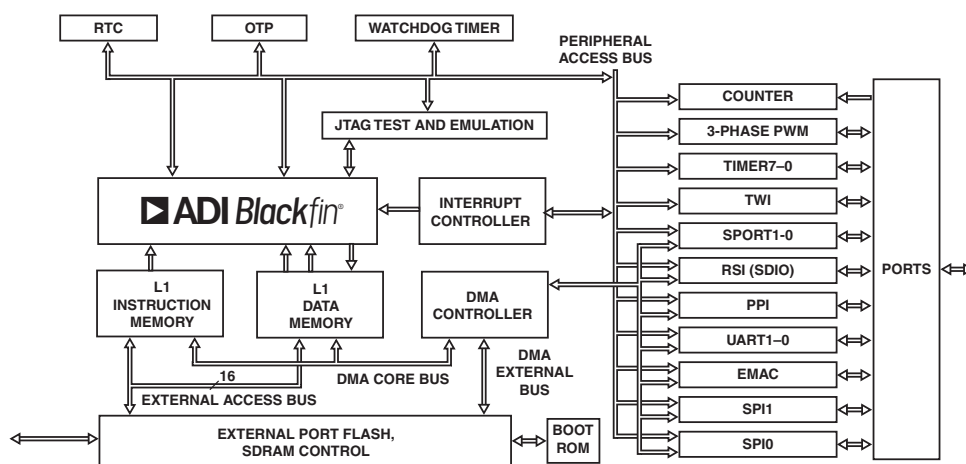 RTC
OTP
WATCHDOG TIMER
PERIPHERAL
ACCESS BUS
COUNTER
JTAG TEST AND EMULATION
3-PHASE PWM
TIMER7–0
ADI Blackfin®
INTERRUPT
CONTROLLER
TWI
SPORT1-0
RSI (SDIO)
PORTS
L1
INSTRUCTION
MEMORY
L1
DATA
MEMORY
DMA
CONTROLLER
PPI
UART1–0
16
DMA CORE BUS
EXTERNAL ACCESS BUS
DMA
EXTERNAL
BUS
EMAC
SPI1
EXTERNAL PORT FLASH,
SDRAM CONTROL
BOOT
ROM
SPI0